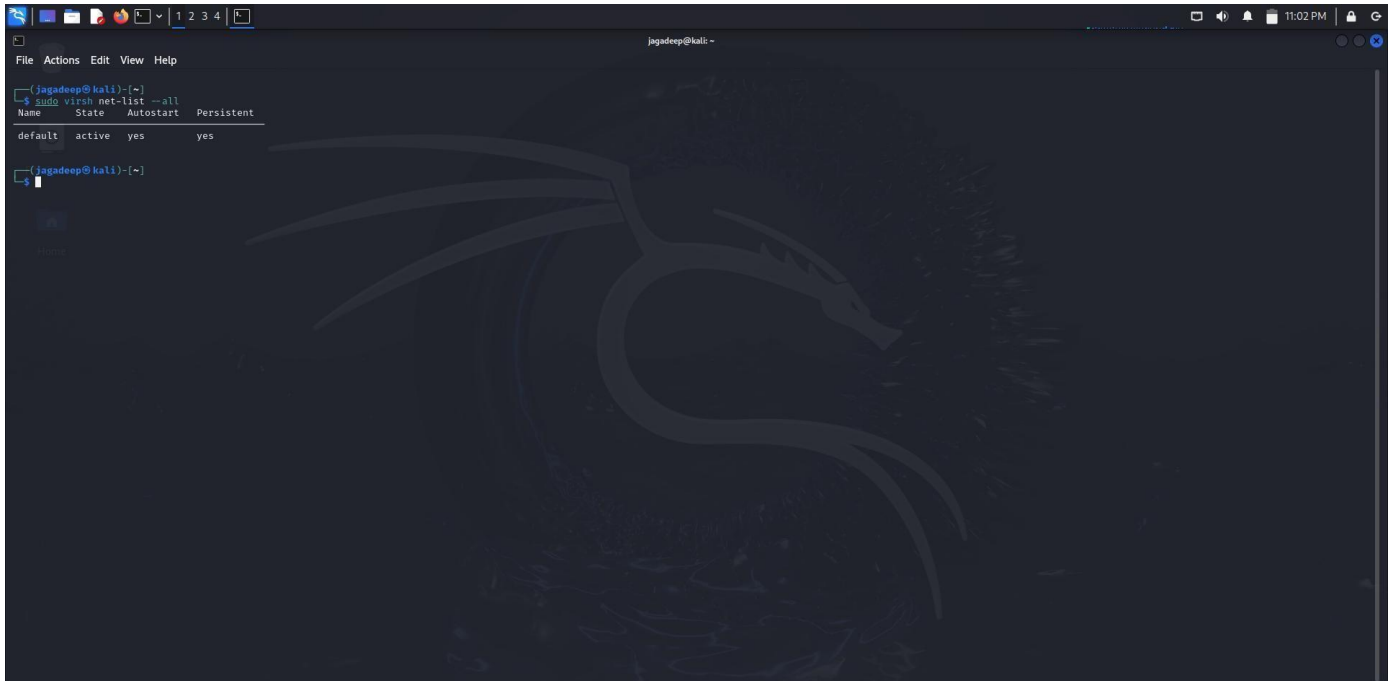 1 2 3 4
11:02 PM
jagadeep@kali: ~
File Actions Edit View Help
(jagadeep㉿kali)-[~]
$ sudo virsh net-list --all
Name State Autostart Persistent
default active yes yes
(jagadeep㉿kali)-[~]
$